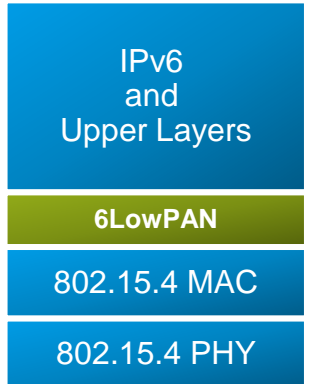 IPv6
and
Upper Layers
6LowPAN
802.15.4 MAC
802.15.4 PHY